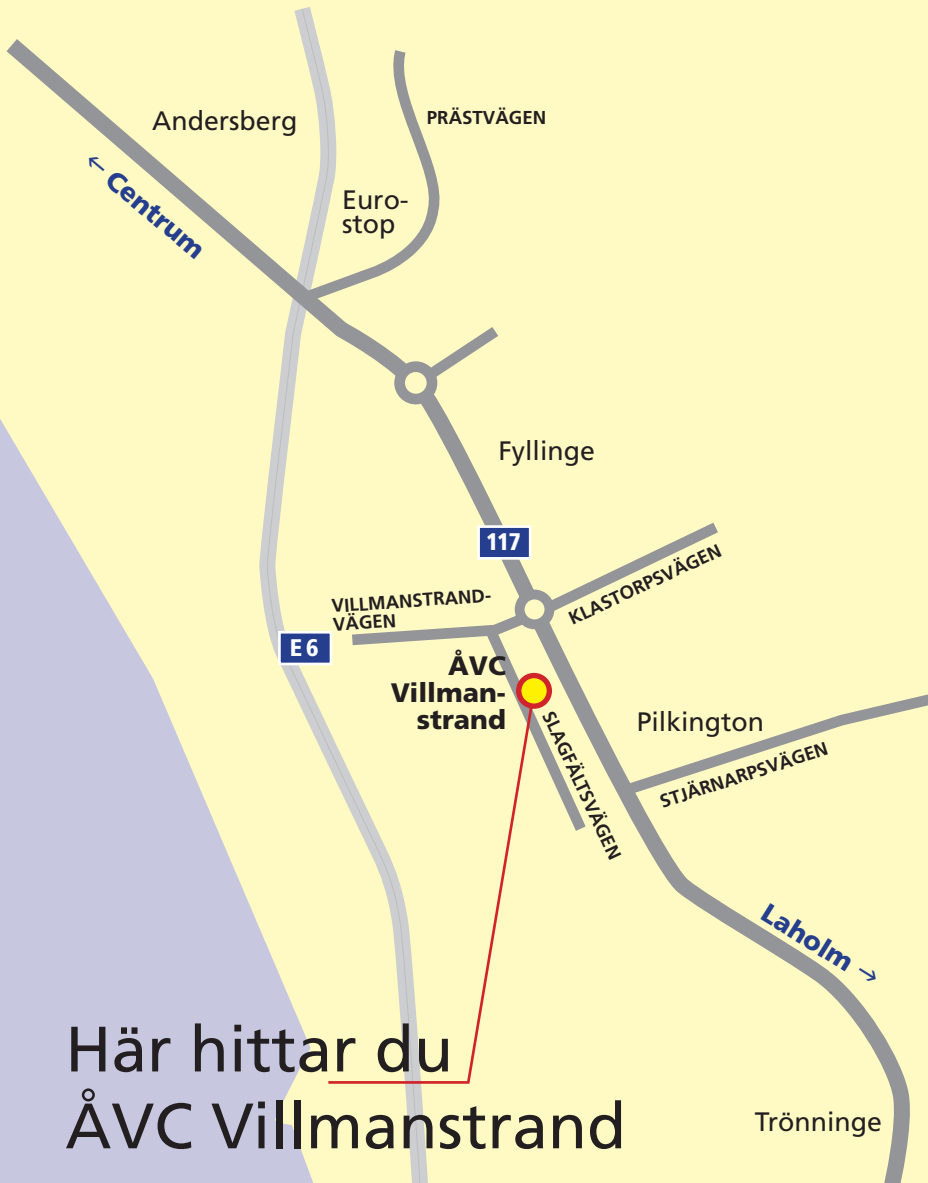 Andersberg
PRÄSTVÄGEN
← Centrum
Euro-
stop
Fyllinge
117
KLASTORPSVÄGEN
VILLMANSTRAND-
VÄGEN
E6
ÅVC
Villman-
strand
SLAGFÄLTSVÄGEN
Pilkington
STJÄRNARPSVÄGEN
Laholm →
Här hittar du
ÅVC Villmanstrand
Trönninge